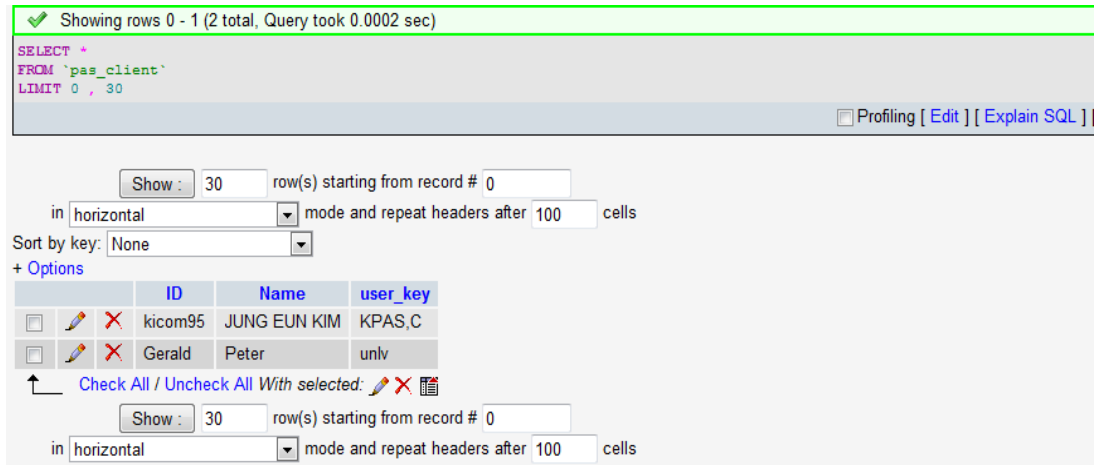 Showing rows 0 - 1 (2 total, Query took 0.0002 sec)
SELECT *
FROM `pas_client`
LIMIT 0 , 30
Profiling [ Edit ] [ Explain SQL ] [
Show : 30 row(s) starting from record # 0
in horizontal mode and repeat headers after 100 cells
Sort by key: None
+ Options
ID Name user_key
kicom95 JUNG EUN KIM KPAS,C
Gerald Peter unlv
Check All / Uncheck All With selected:
Show : 30 row(s) starting from record # 0
in horizontal mode and repeat headers after 100 cells